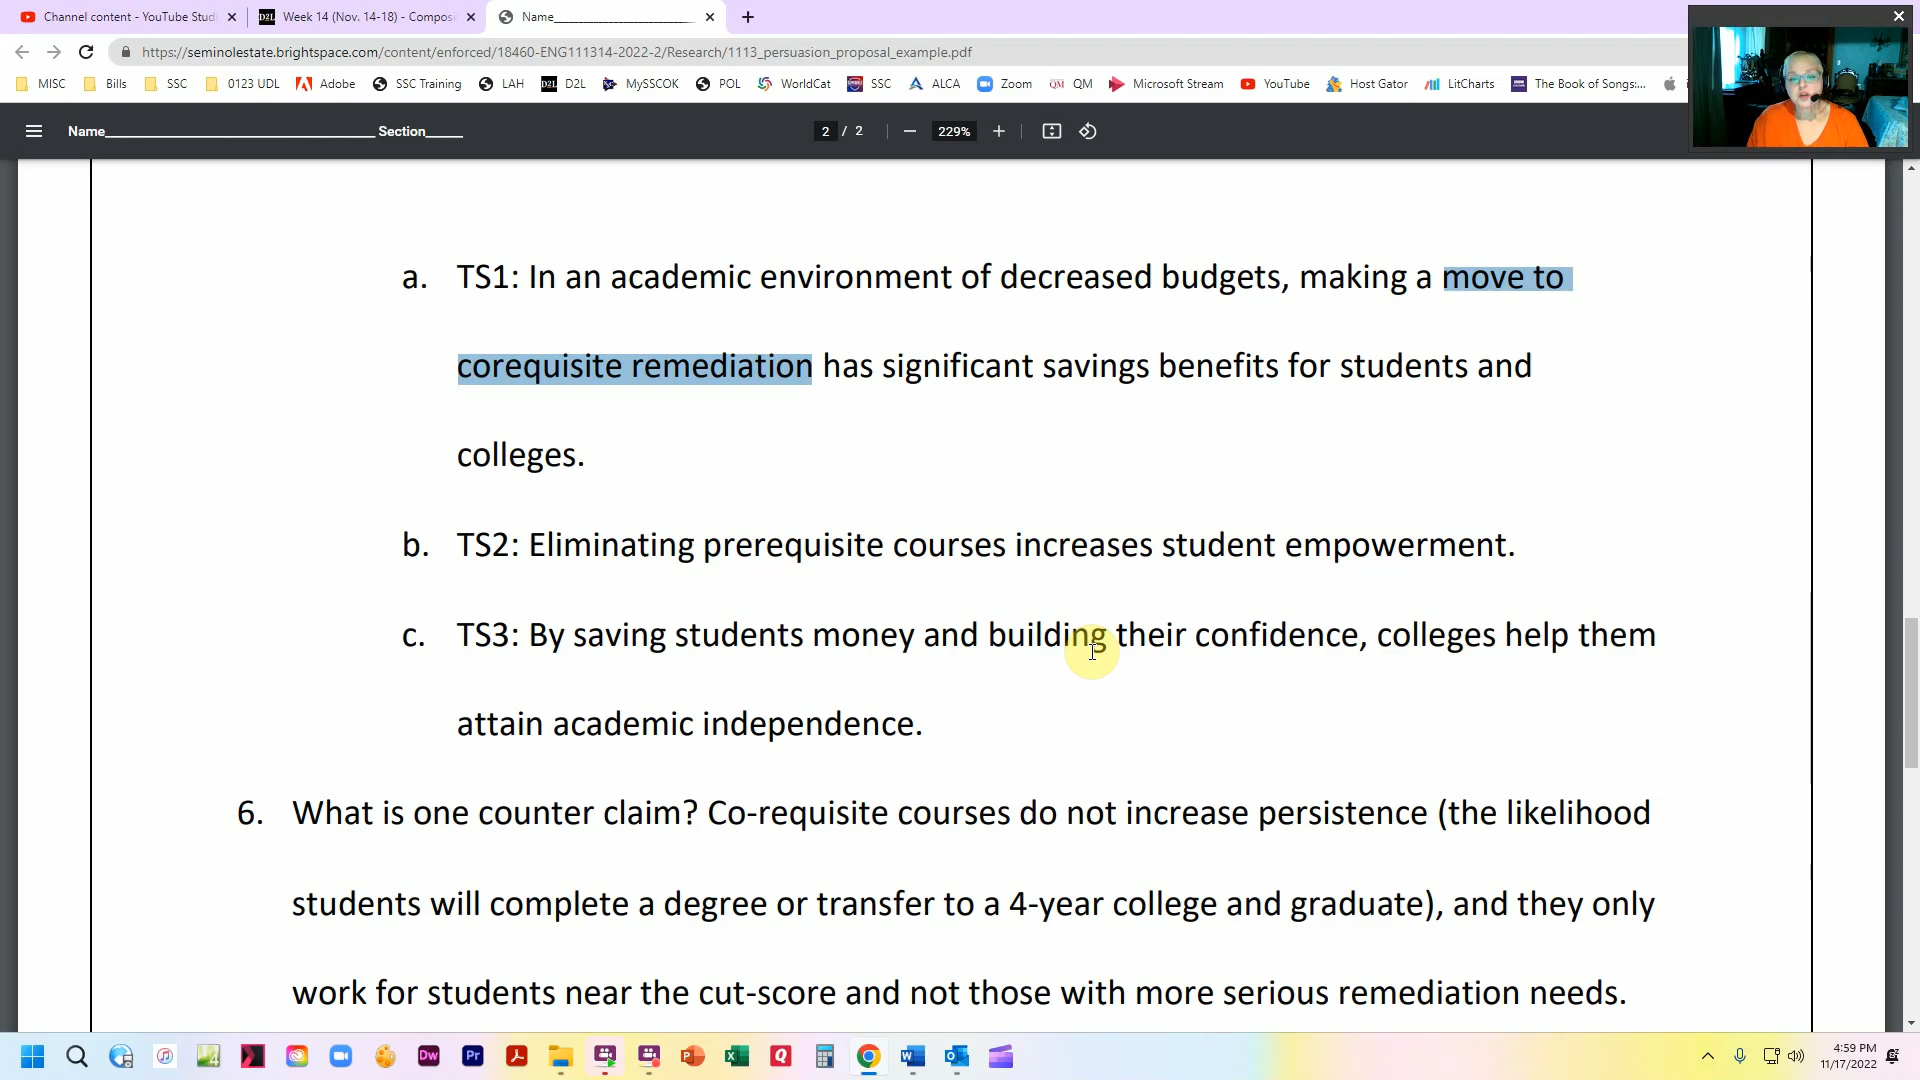 Channel content - YouTube Studi
Week 14 (Nov. 14-18) - Composi
Name
https://seminolestate.brightspace.com/content/enforced/18460-ENG111314-2022-2/Research/1113_persuasion_proposal_example.pdf
MISC Bills SSC 0123 UDL Adobe SSC Training LAH D2L MySSCOK POL WorldCat SSC ALCA Zoom QM Microsoft Stream YouTube Host Gator LitCharts The Book of Songs:...
Name______________________________ Section_____ 2 / 2 229%
a. TS1: In an academic environment of decreased budgets, making a move to
corequisite remediation has significant savings benefits for students and
colleges.
b. TS2: Eliminating prerequisite courses increases student empowerment.
c. TS3: By saving students money and building their confidence, colleges help them
attain academic independence.
6. What is one counter claim? Co-requisite courses do not increase persistence (the likelihood
students will complete a degree or transfer to a 4-year college and graduate), and they only
work for students near the cut-score and not those with more serious remediation needs.
4:59 PM
11/17/2022